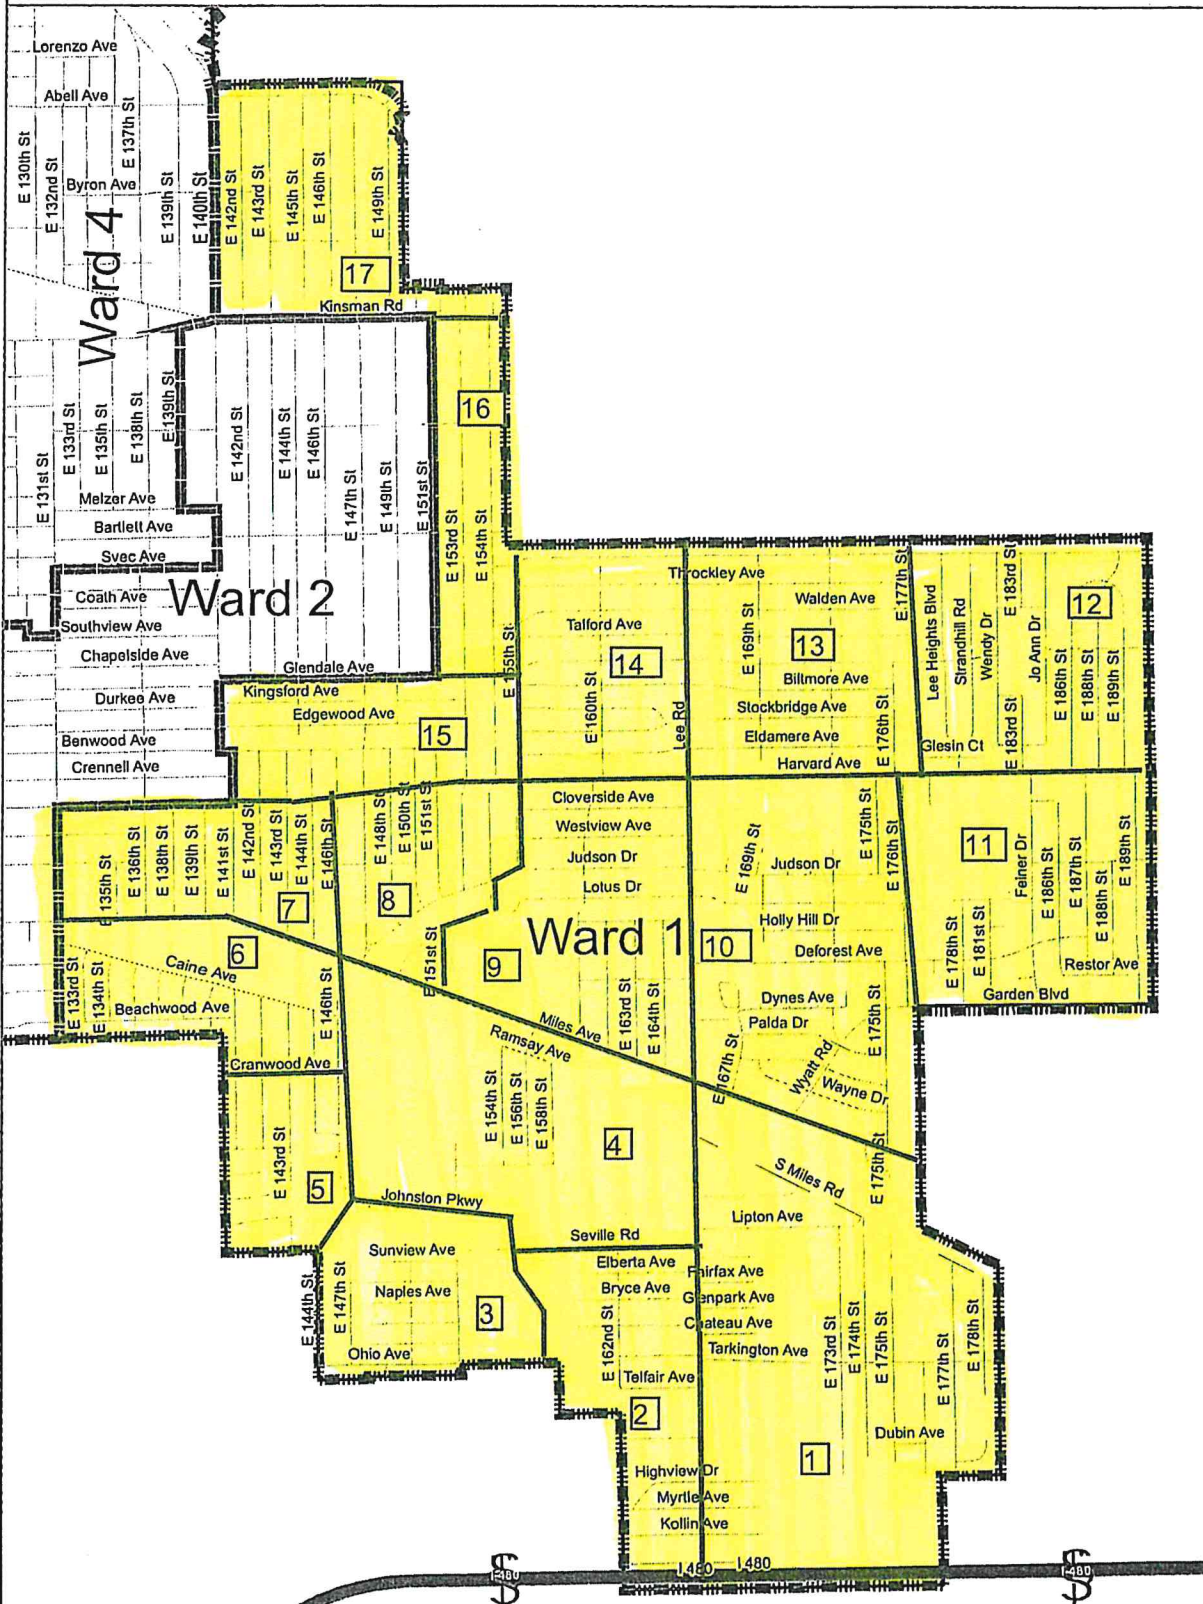 Lorenzo Ave
Abell Ave
E 137th St
E 130th St
E 132nd St
Byron Ave
E 139th St
E 140th St
E 142nd St
E 143rd St
E 145th St
E 146th St
E 149th St
Ward 4
17
Kinsman Rd
16
E 131st St
E 133rd St
E 135th St
E 138th St
E 139th St
E 142nd St
E 144th St
E 146th St
E 147th St
E 149th St
E 151st St
E 153rd St
E 154th St
Melzer Ave
Bartlett Ave
Svec Ave
Coath Ave
Ward 2
Southview Ave
Chapelside Ave
Glendale Ave
Durkee Ave
Kingsford Ave
Edgewood Ave
15
Benwood Ave
Crennell Ave
Throckley Ave
Walden Ave
Talford Ave
14
E 160th St
Lee Rd
E 169th St
13
Biltmore Ave
Stockbridge Ave
Eldamere Ave
Harvard Ave
E 176th St
E 177th St
Lee Heights Blvd
Strandhill Rd
Wendy Dr
E 183rd St
Jo Ann Dr
12
E 186th St
E 188th St
E 189th St
Glesin Ct
E 183rd St
E 135th St
E 136th St
E 138th St
E 139th St
E 141st St
E 142nd St
E 143rd St
E 144th St
E 146th St
7
E 148th St
E 150th St
E 151st St
8
Cloverside Ave
Westview Ave
Judson Dr
Lotus Dr
Ward 1
9
E 151st St
E 163rd St
E 164th St
E 169th St
E 175th St
E 176th St
Judson Dr
Holly Hill Dr
10
Deforest Ave
Dynes Ave
Palda Dr
E 175th St
Wyatt Rd
Wayne Dr
E 167th St
11
Feiner Dr
E 186th St
E 187th St
E 188th St
E 189th St
E 178th St
E 181st St
Restor Ave
Garden Blvd
6
Caine Ave
E 133rd St
E 134th St
Beachwood Ave
E 146th St
Cranwood Ave
E 143rd St
5
Miles Ave
Ramsay Ave
E 154th St
E 156th St
E 158th St
4
Johnston Pkwy
Seville Rd
S Miles Rd
E 175th St
Lipton Ave
Sunview Ave
Naples Ave
3
Ohio Ave
E 144th St
E 147th St
Elberta Ave
Bryce Ave
E 162nd St
Telfair Ave
2
Fairfax Ave
Glenpark Ave
Chateau Ave
Tarkington Ave
E 173rd St
E 174th St
E 175th St
E 177th St
E 178th St
Dubin Ave
1
Highview Dr
Myrtle Ave
Kollin Ave
I-480
I-480
I-480
I-480